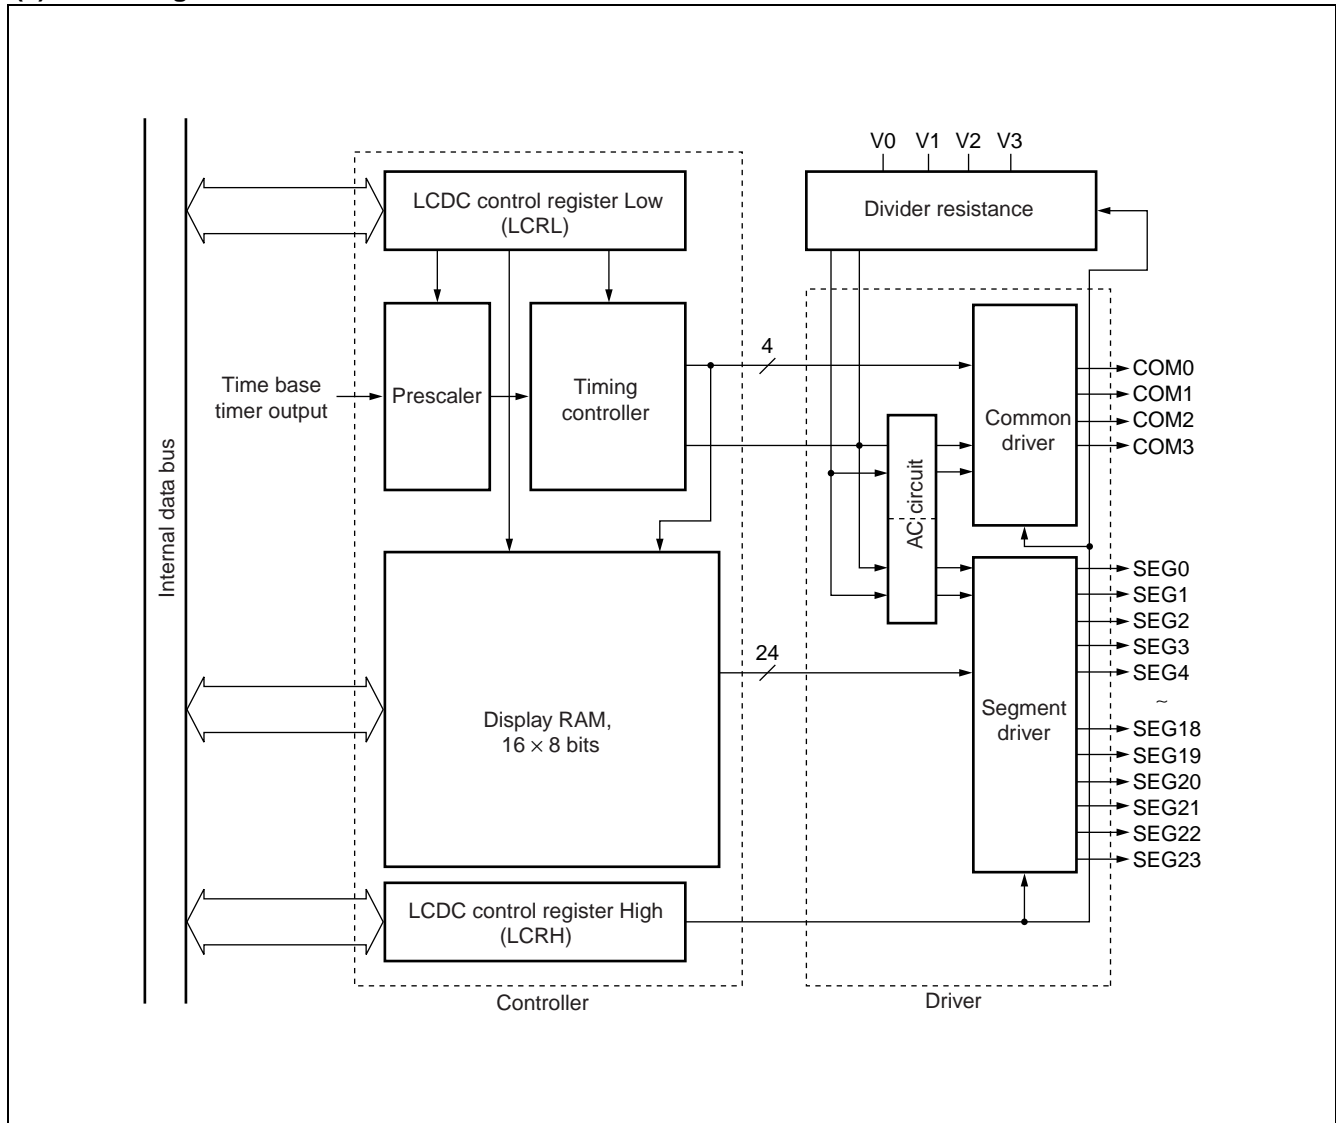 V0 V1 V2 V3
LCDC control register Low
(LCRL)
Divider resistance
4
Time base
timer output
Prescaler
Timing
controller
COM0
COM1
COM2
COM3
Common
driver
AC circuit
Internal data bus
SEG0
SEG1
SEG2
SEG3
SEG4
~
SEG18
SEG19
SEG20
SEG21
SEG22
SEG23
24
Segment
driver
Display RAM,
16 × 8 bits
LCDC control register High
(LCRH)
Controller
Driver